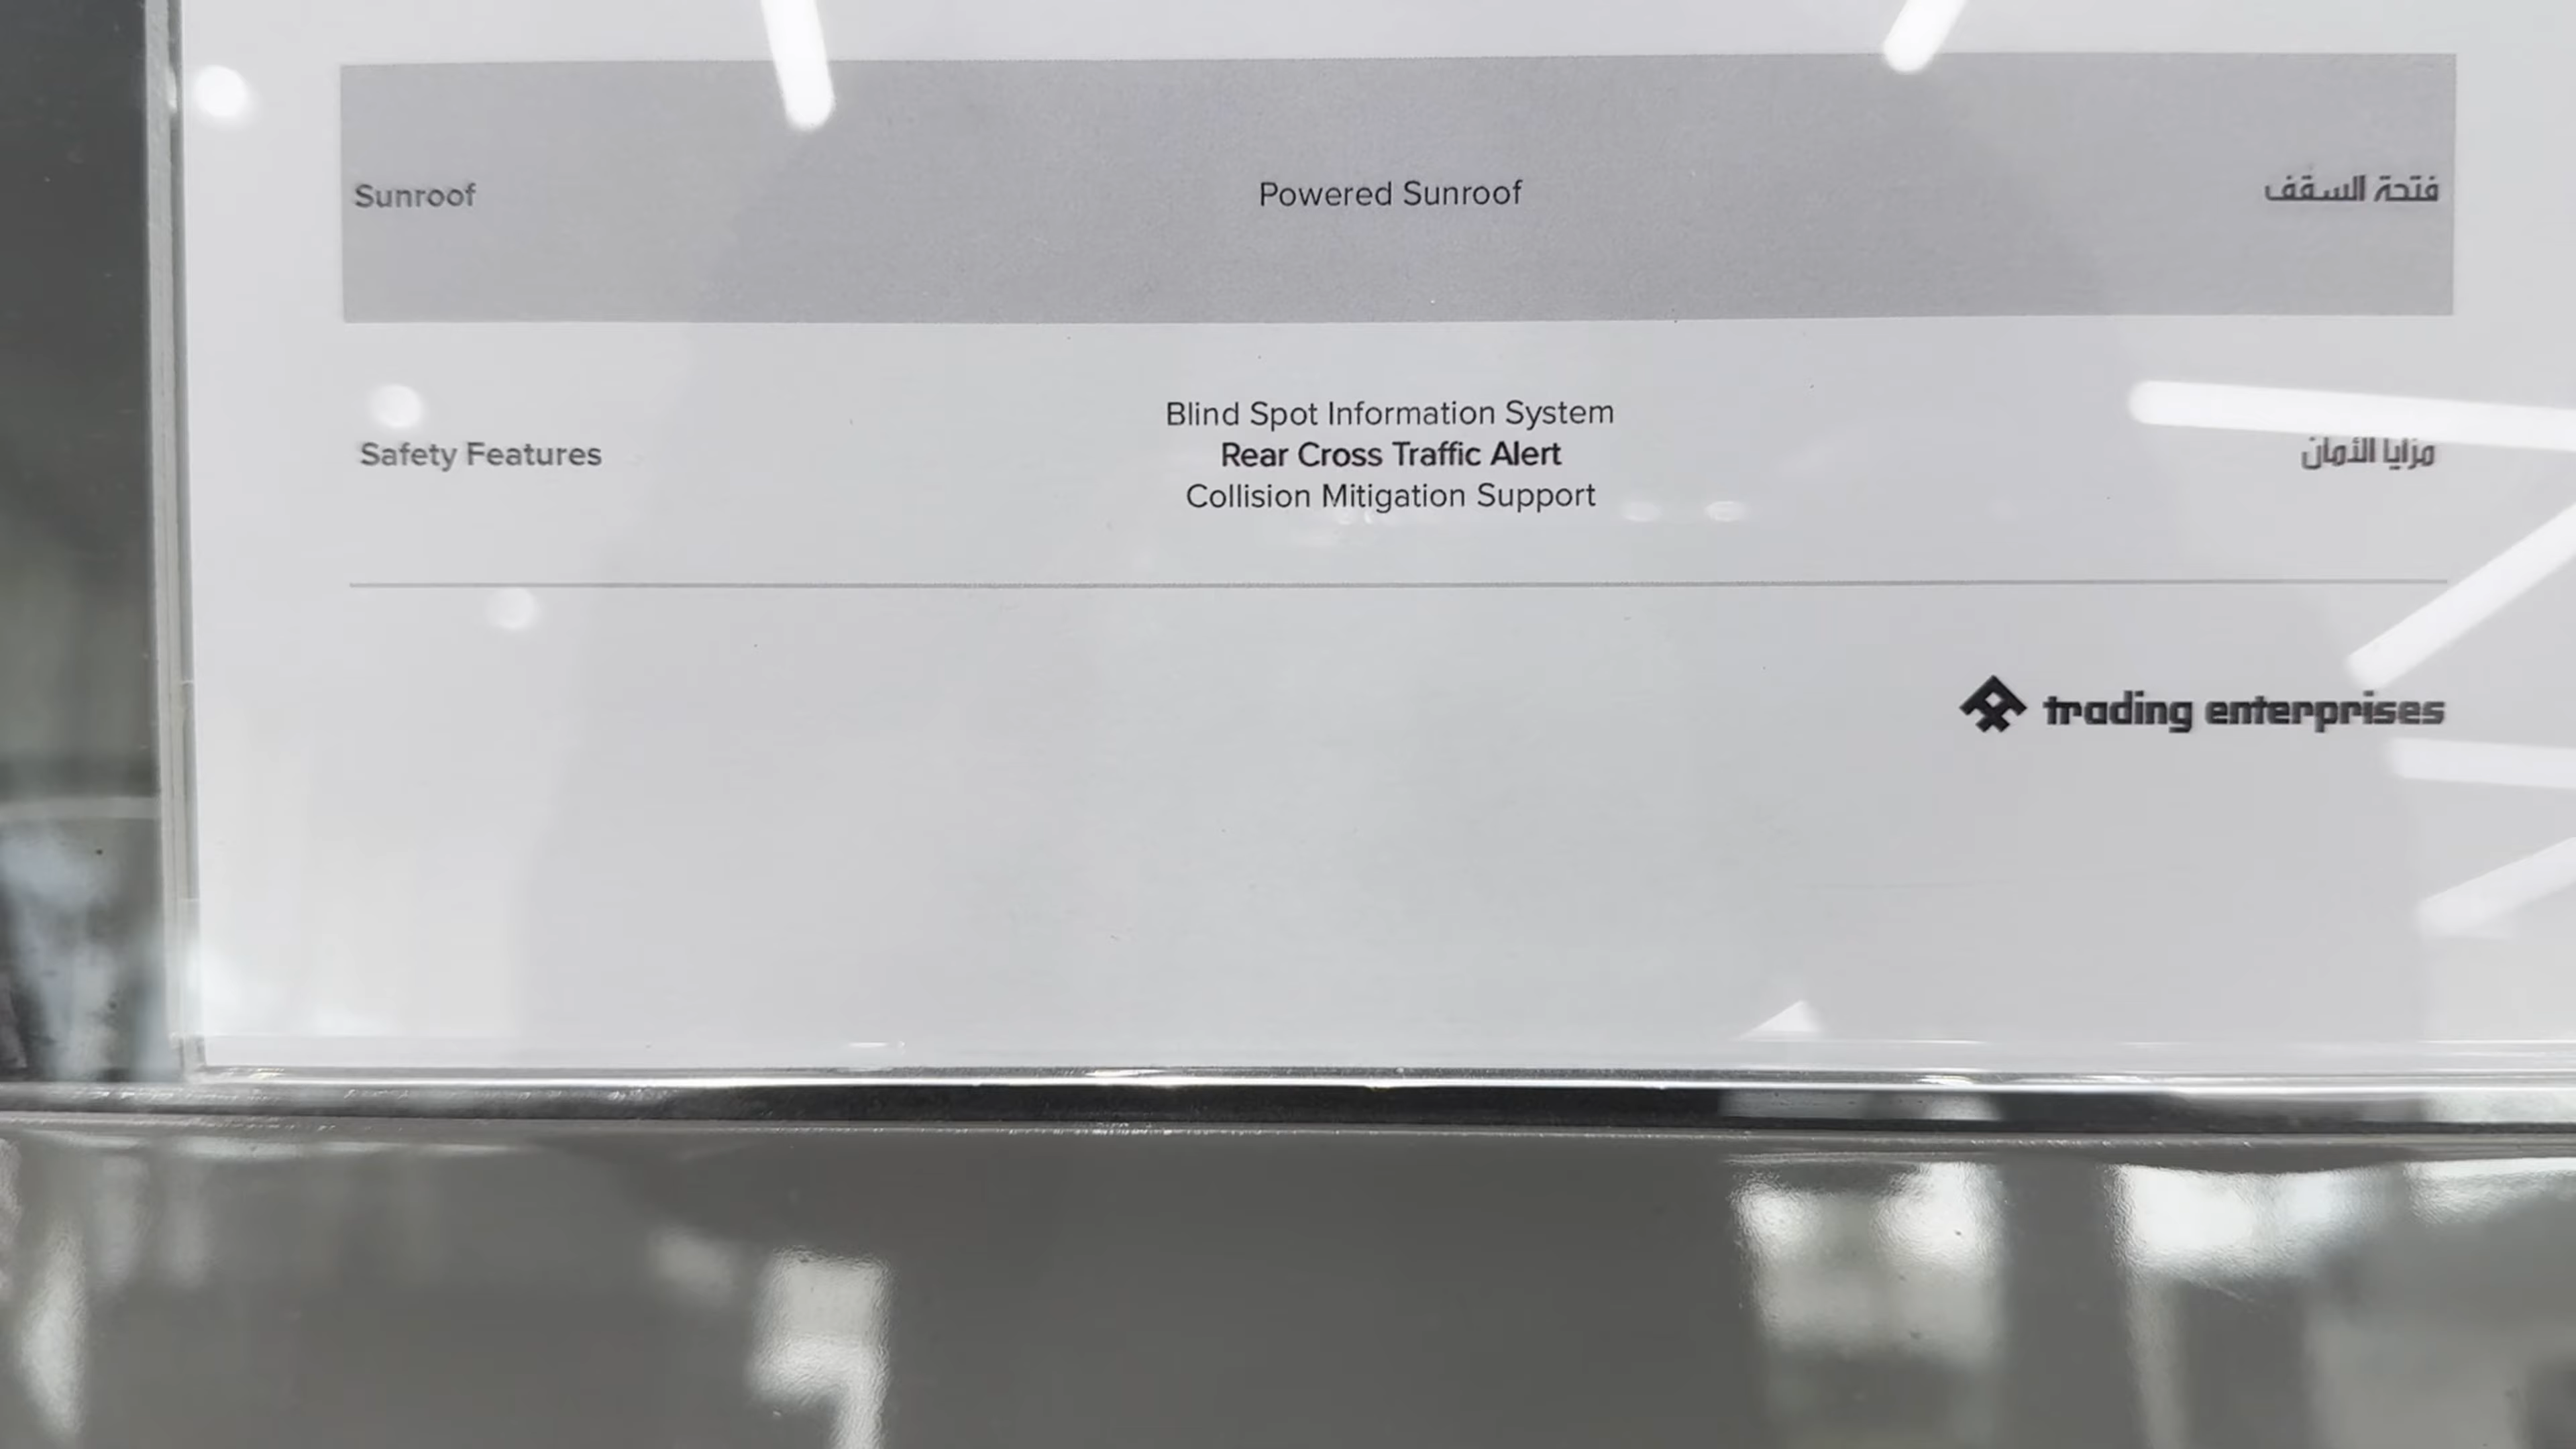 Sunroof
Powered Sunroof
فتحة السقف
Safety Features
Blind Spot Information System
Rear Cross Traffic Alert
Collision Mitigation Support
مزايا الأمان
trading enterprises